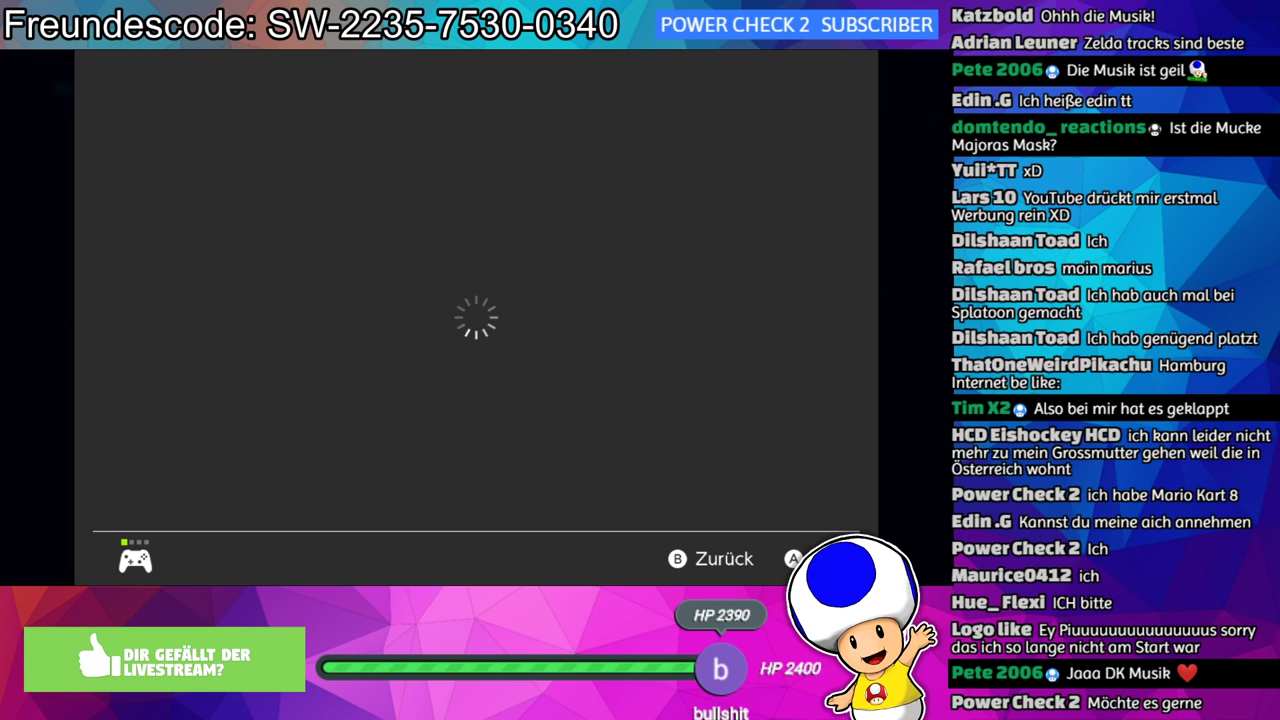 Freundescode: SW-2235-7530-0340
POWER CHECK 2 SUBSCRIBER
Katzbold Ohhh die Musik!
Adrian Leuner Zelda tracks sind beste
Pete 2006 Die Musik ist geil
Edin .G Ich heiße edin tt
domtendo_reactions Ist die Mucke
Majoras Mask?
Yuii*TT xD
Lars 10 YouTube drückt mir erstmal
Werbung rein XD
Dilshaan Toad Ich
Rafael bros moin marius
Dilshaan Toad Ich hab auch mal bei
Splatoon gemacht
Dilshaan Toad Ich hab genügend platzt
ThatOneWeirdPikachu Hamburg
Internet be like:
Tim X2 Also bei mir hat es geklappt
HCD Eishockey HCD ich kann leider nicht
mehr zu mein Grossmutter gehen weil die in
Österreich wohnt
Power Check 2 ich habe Mario Kart 8
Edin .G Kannst du meine aich annehmen
Power Check 2 Ich
Maurice0412 ich
Hue_Flexi ICH bitte
Logo like Ey Piuuuuuuuuuuuuuus sorry
das ich so lange nicht am Start war
Pete 2006 Jaaa DK Musik
Power Check 2 Möchte es gerne
B Zurück A
HP 2390
DIR GEFÄLLT DER
LIVESTREAM?
b
HP 2400
bullshit